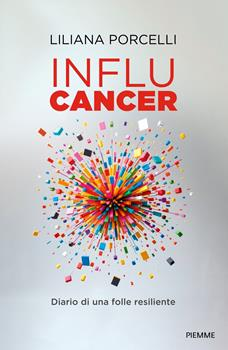 LILIANA PORCELLI
INFLU
CANCER
Diario di una folle resiliente
PIEMME